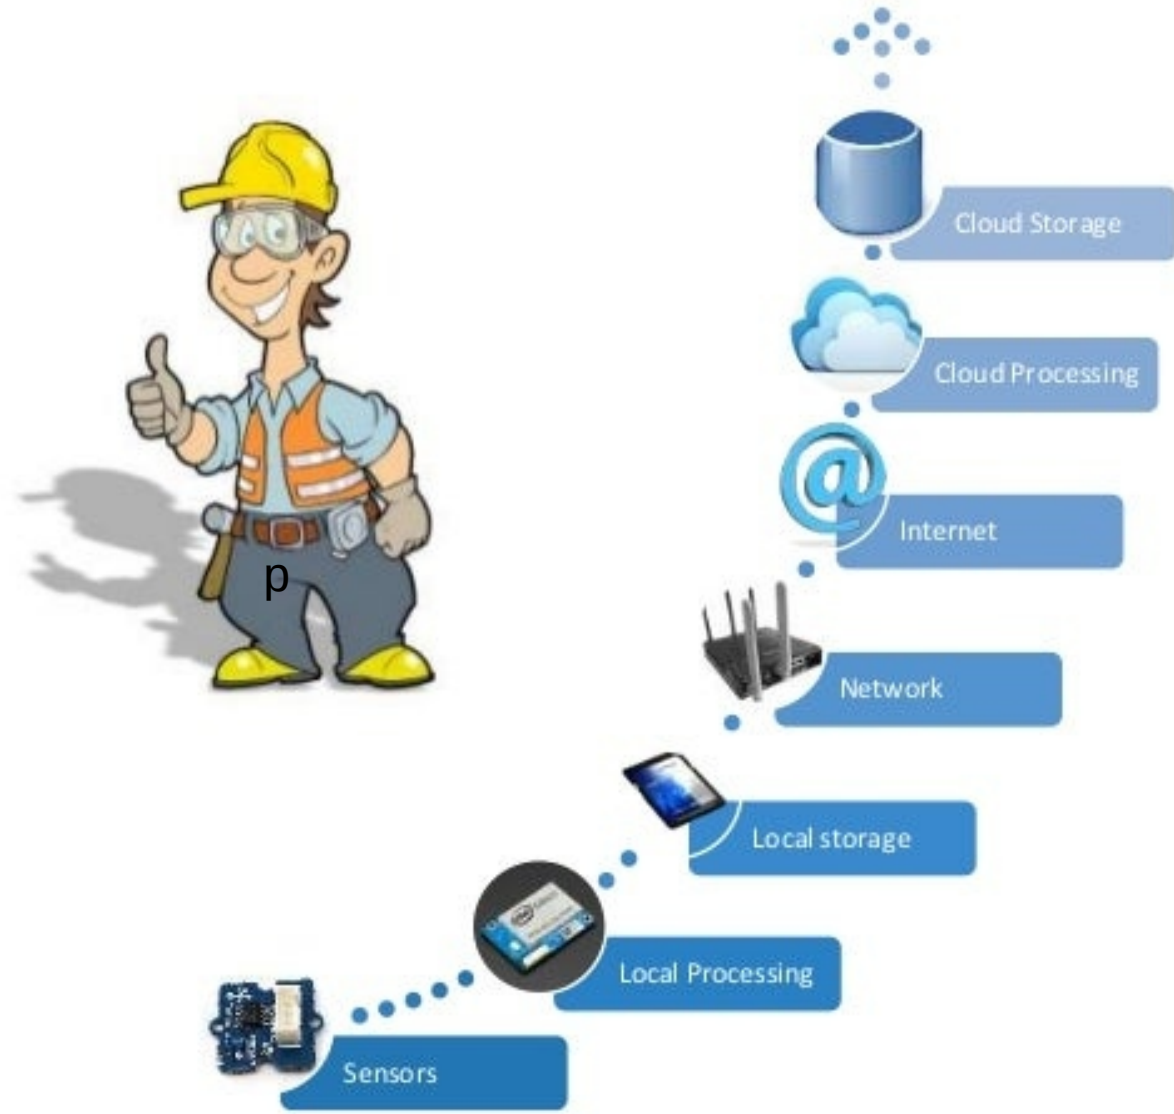 Cloud Storage
Cloud Processing
Internet
p
Network
Local storage
Local Processing
Sensors